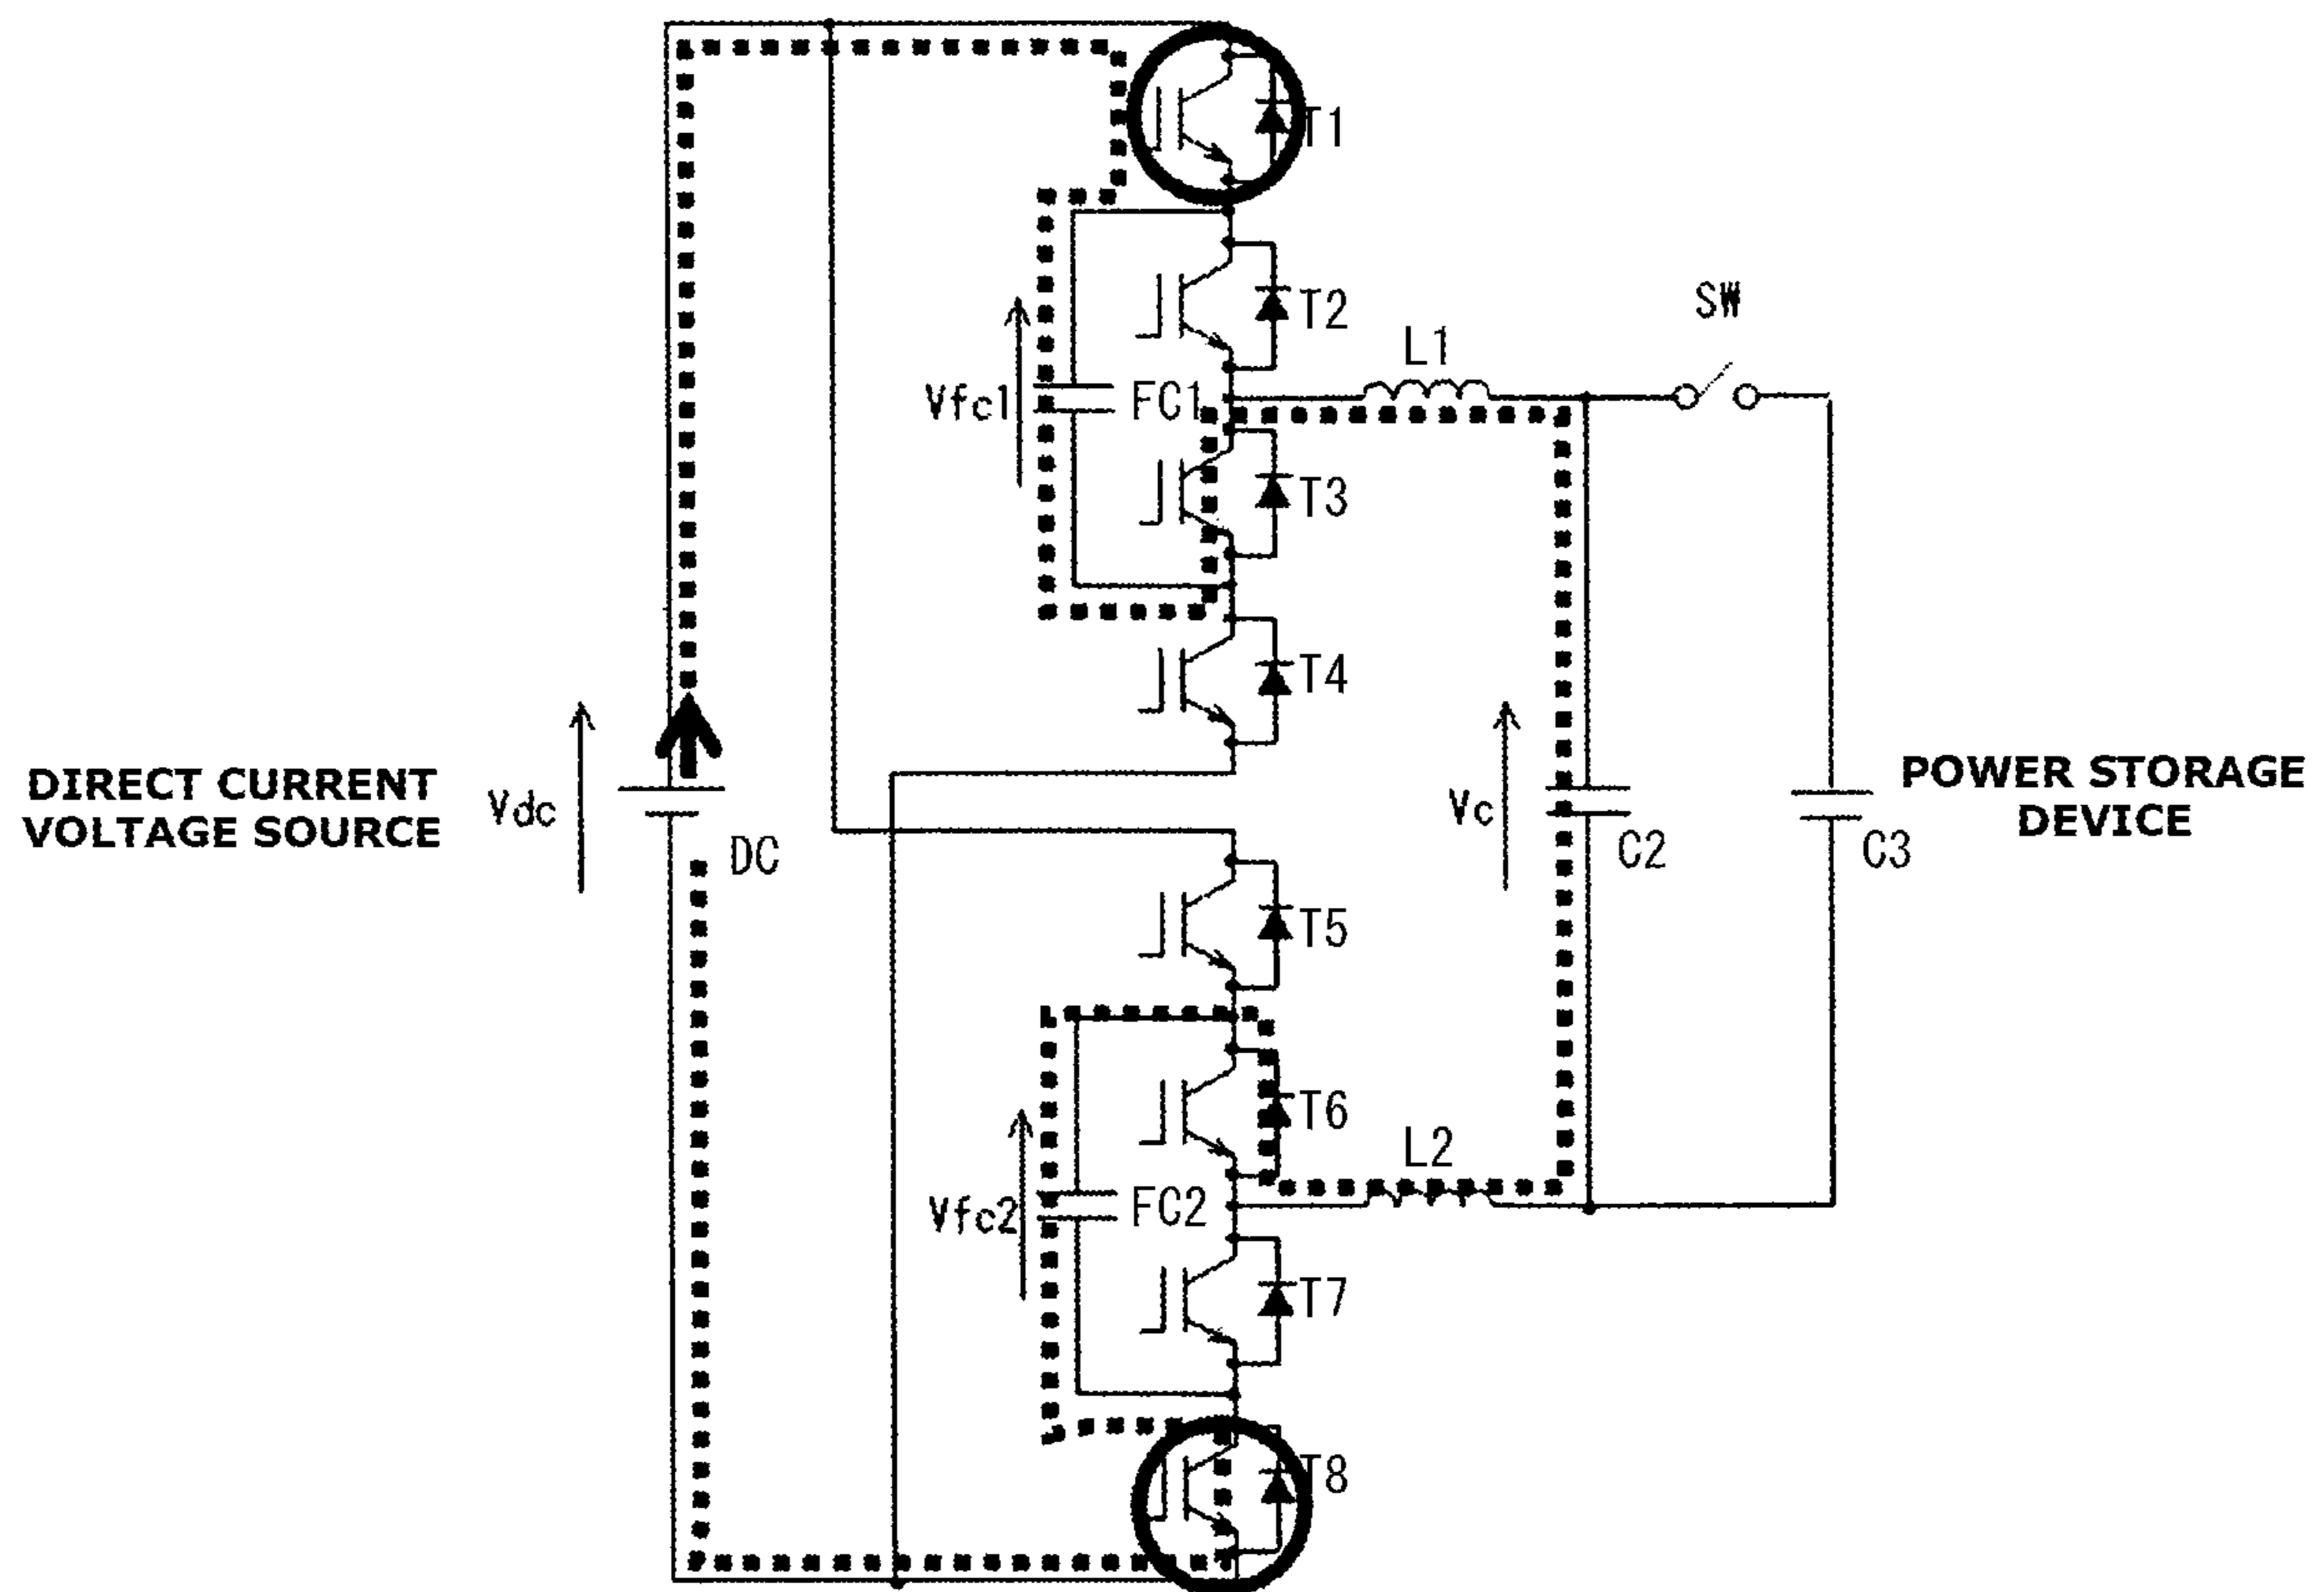 T1
T2
SW
L1
Vfc1
FC1
T3
T4
DIRECT CURRENT
VOLTAGE SOURCE
Vdc
DC
Vc
C2
POWER STORAGE
DEVICE
C3
T5
T6
L2
Vfc2
FC2
T7
T8